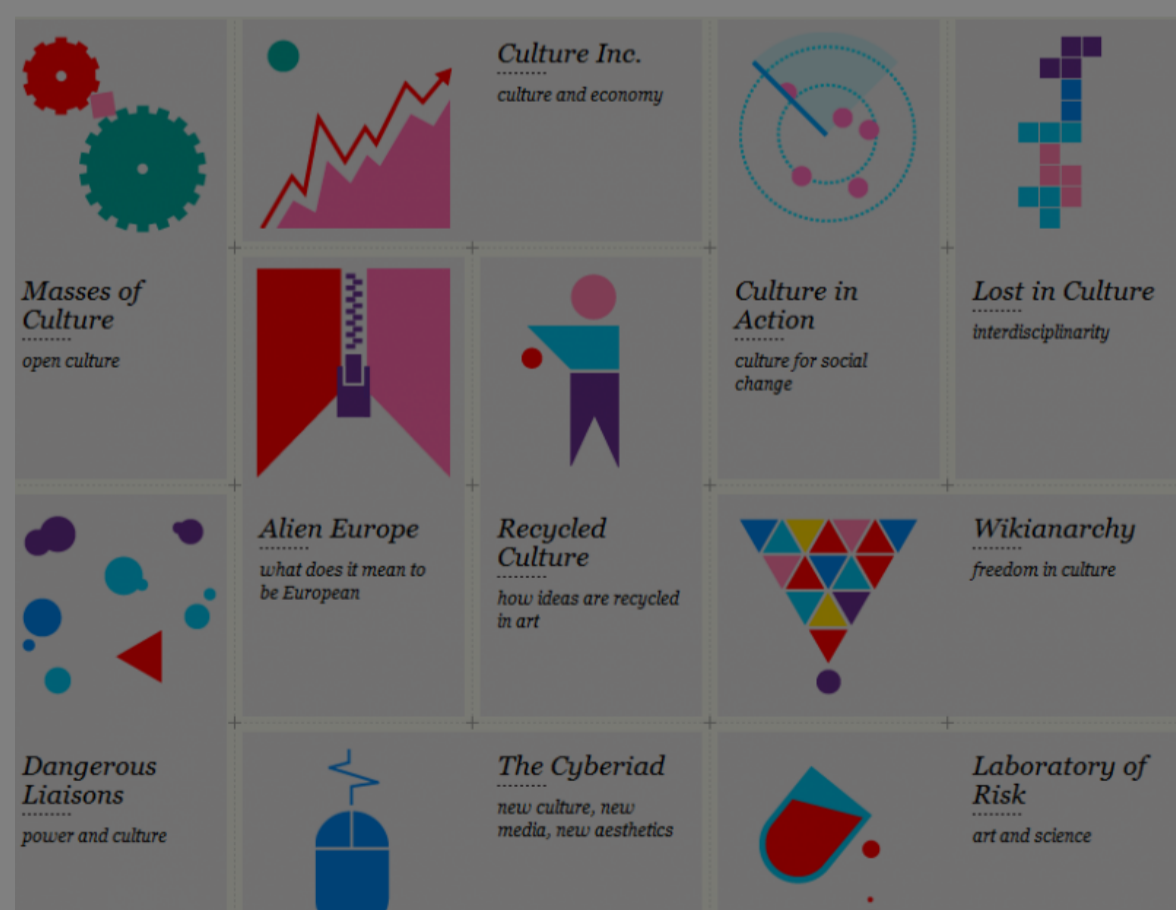 Culture Inc.
culture and economy
Masses of
Culture
open culture
Culture in
Action
culture for social
change
Lost in Culture
interdisciplinarity
Alien Europe
what does it mean to
be European
Recycled
Culture
how ideas are recycled
in art
Wikianarchy
freedom in culture
Dangerous
Liaisons
power and culture
The Cyberiad
new culture, new
media, new aesthetics
Laboratory of
Risk
art and science